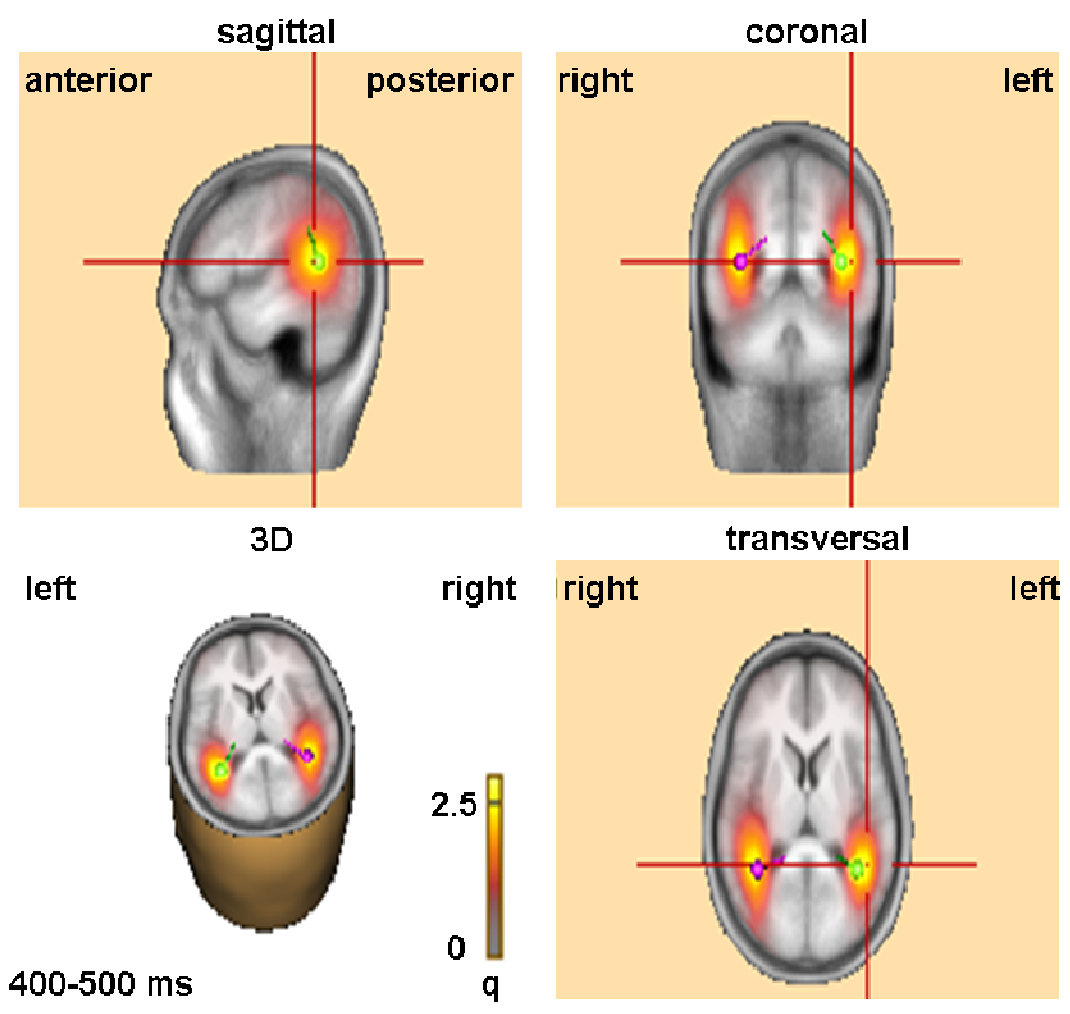 sagittal
coronal
anterior
posterior
right
left
3D
transversal
left
right
right
left
2.5
0
400-500 ms
q